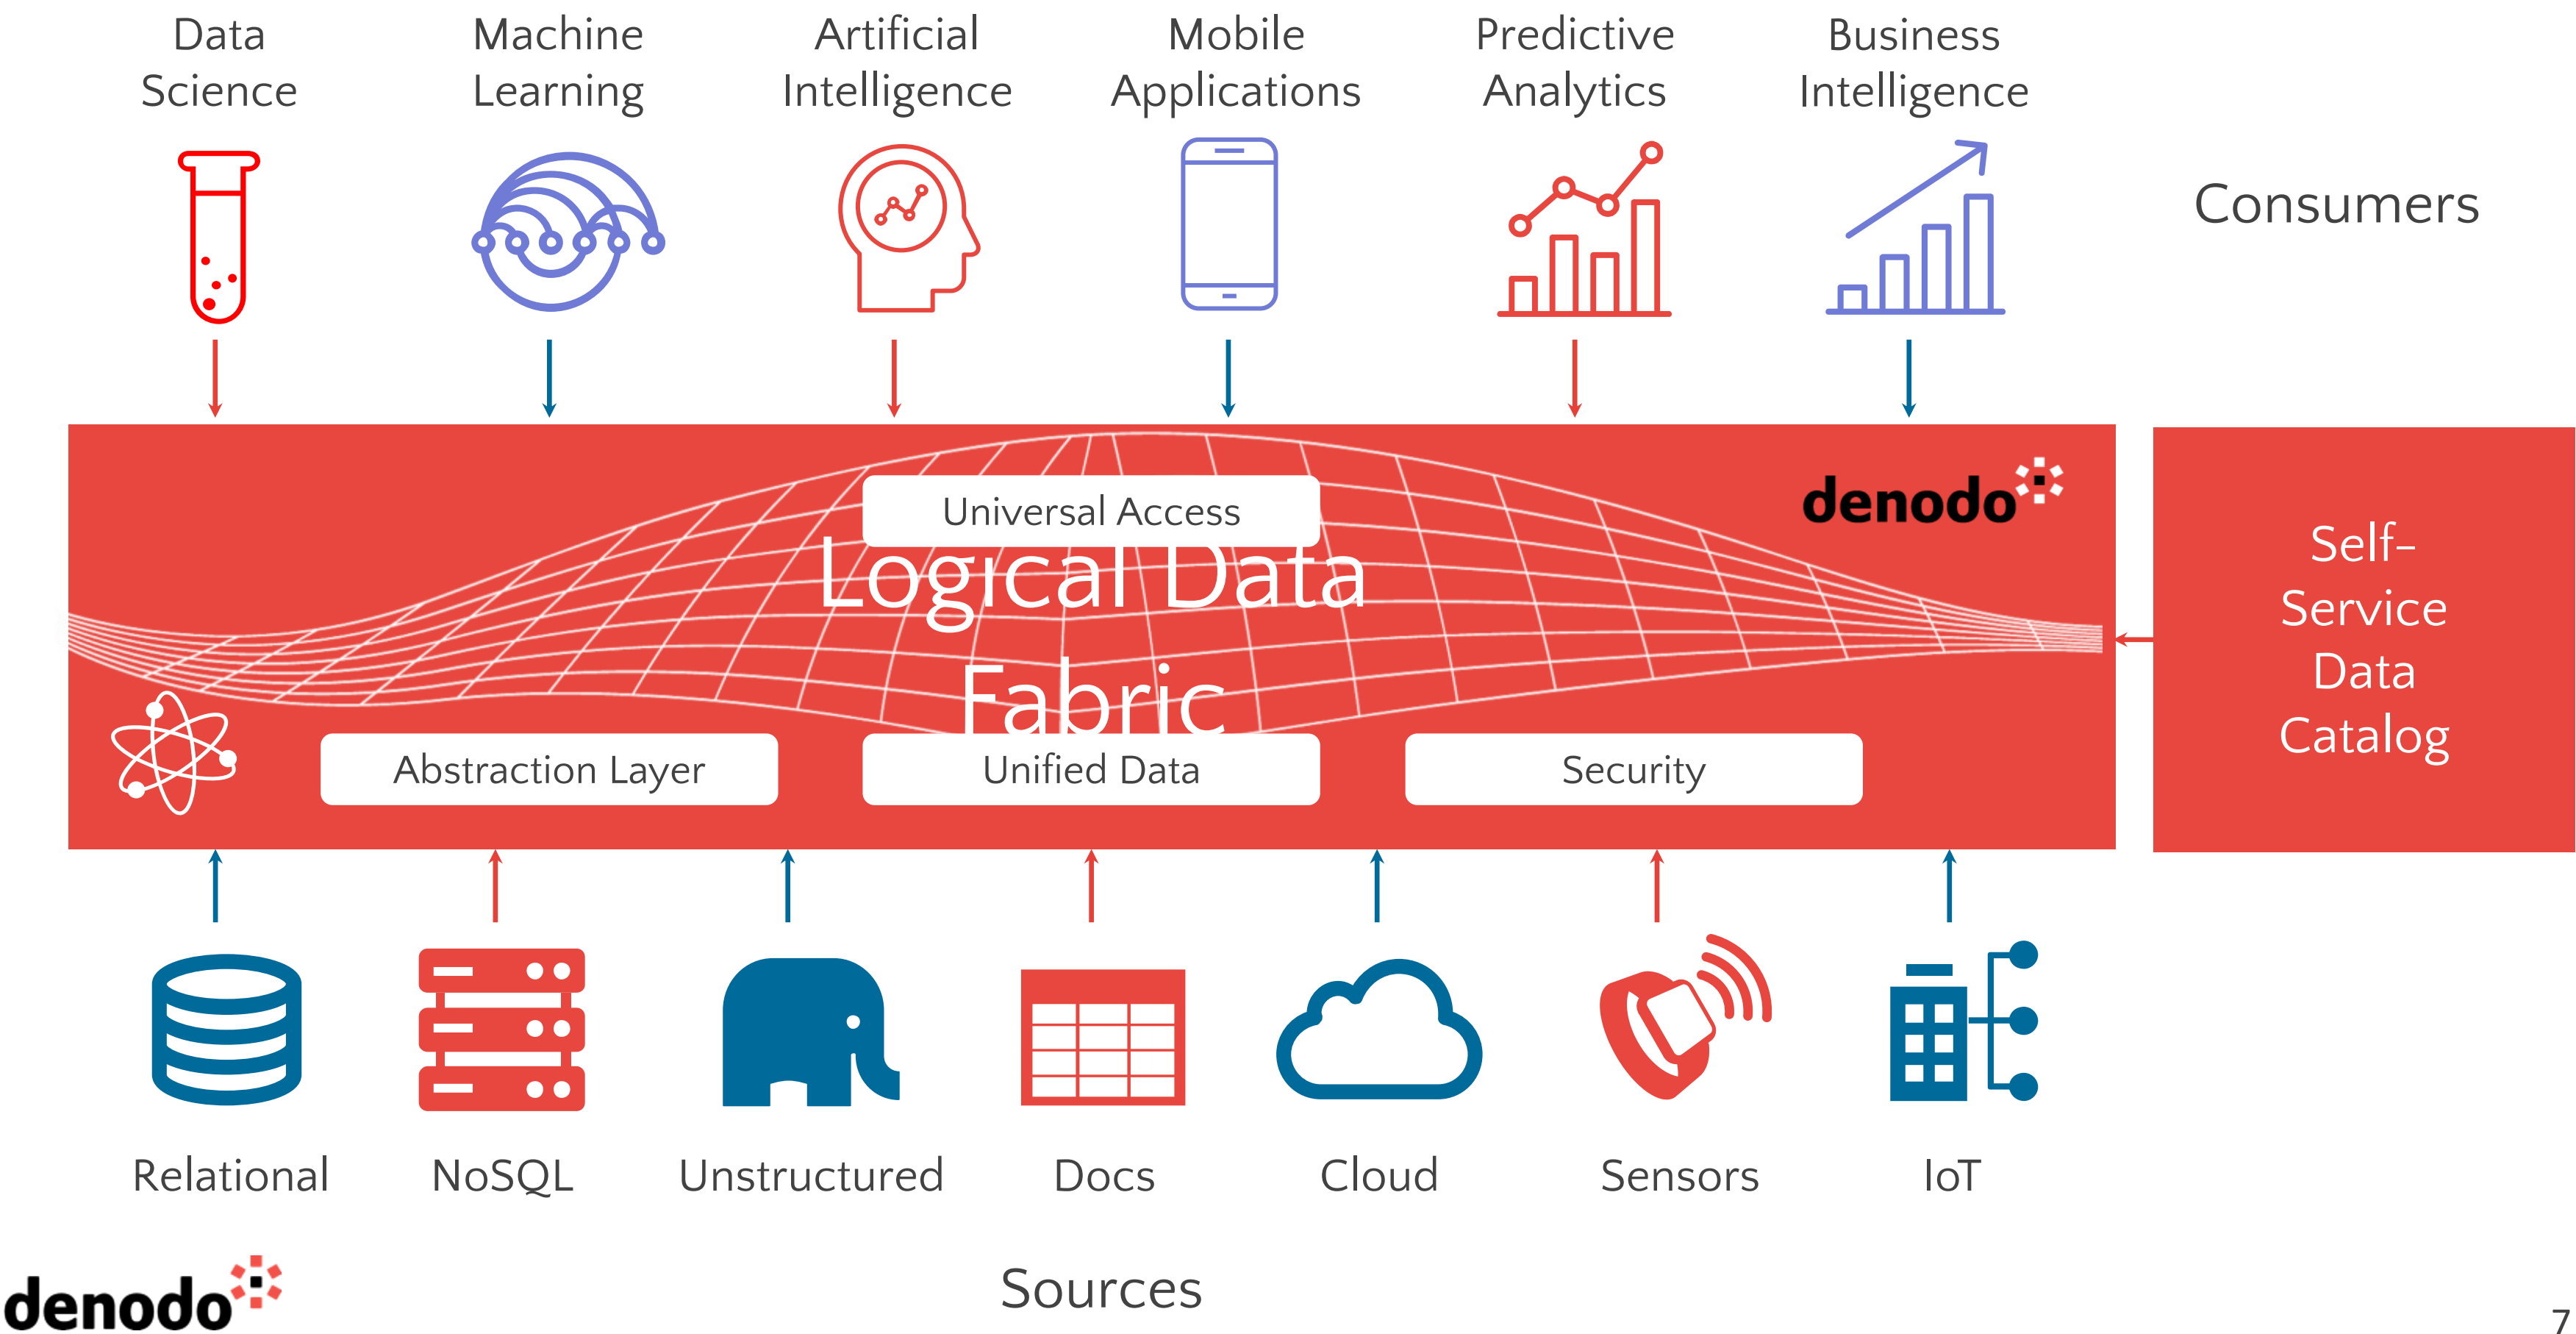 Data
Science
Machine
Learning
Artificial
Intelligence
Mobile
Applications
Predictive
Analytics
Business
Intelligence
Consumers
Universal Access
denodo
Logical Data
Fabric
Abstraction Layer
Unified Data
Security
Self-
Service
Data
Catalog
Relational
NoSQL
Unstructured
Docs
Cloud
Sensors
IoT
Sources
denodo
7